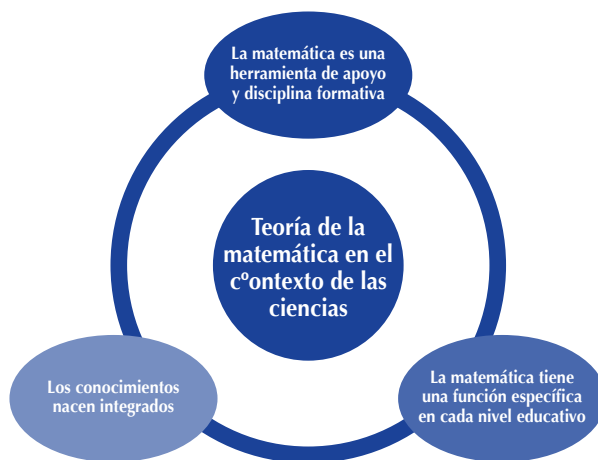 La matemática es una
herramienta de apoyo
y disciplina formativa
Teoría de la
matemática en el
cºontexto de las
ciencias
Los conocimientos
nacen integrados
La matemática tiene
una función específica
en cada nivel educativo